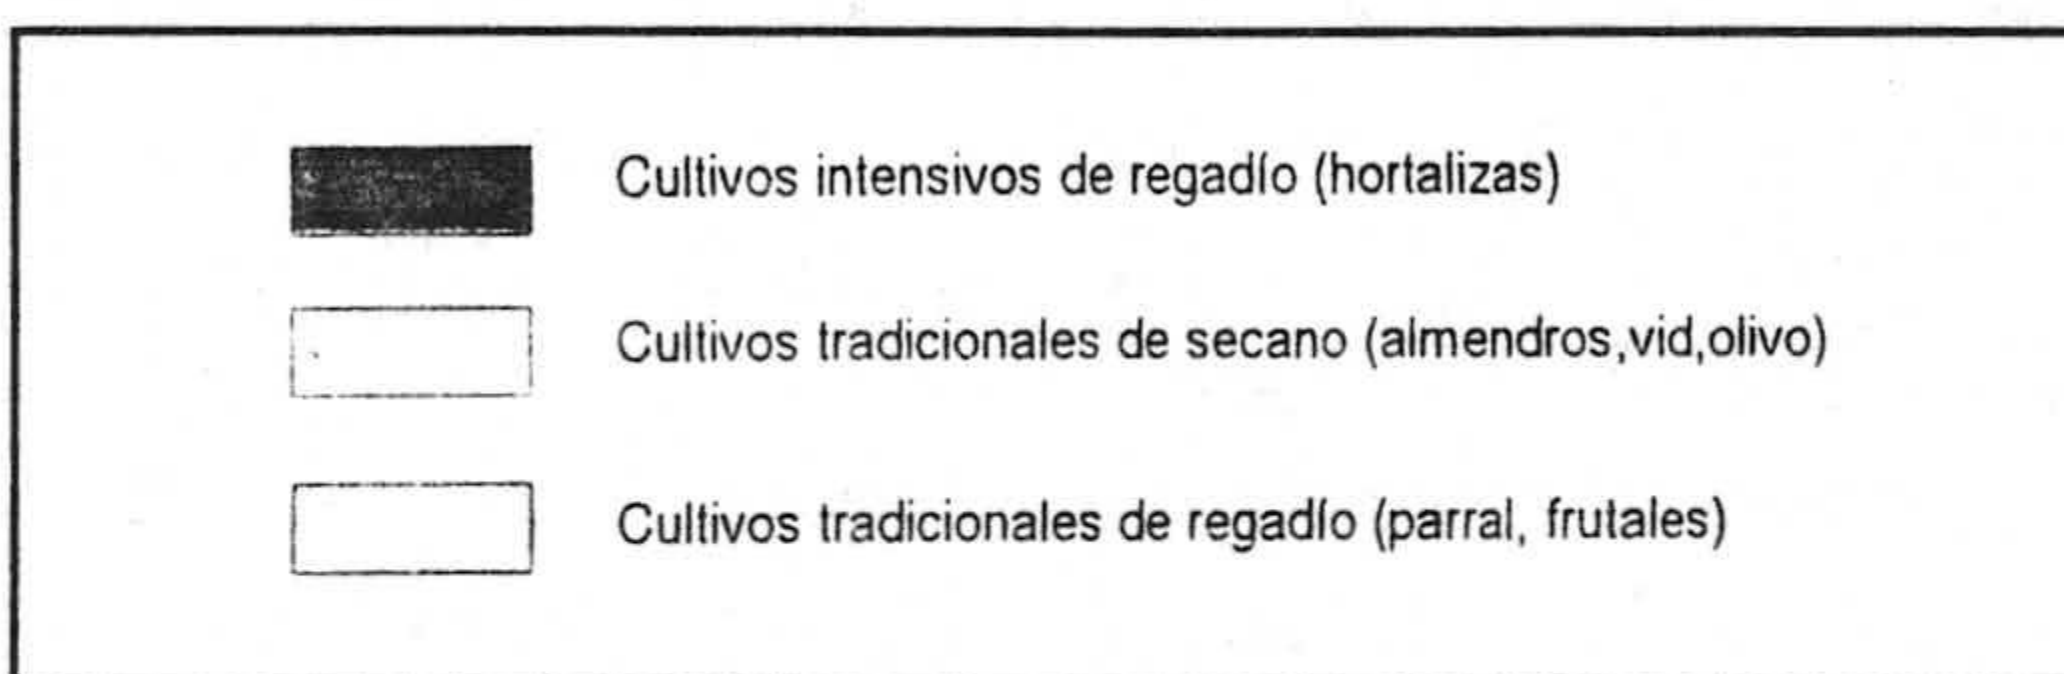 Cultivos intensivos de regadío (hortalizas)
Cultivos tradicionales de secano (almendros,vid,olivo)
Cultivos tradicionales de regadío (parral, frutales)